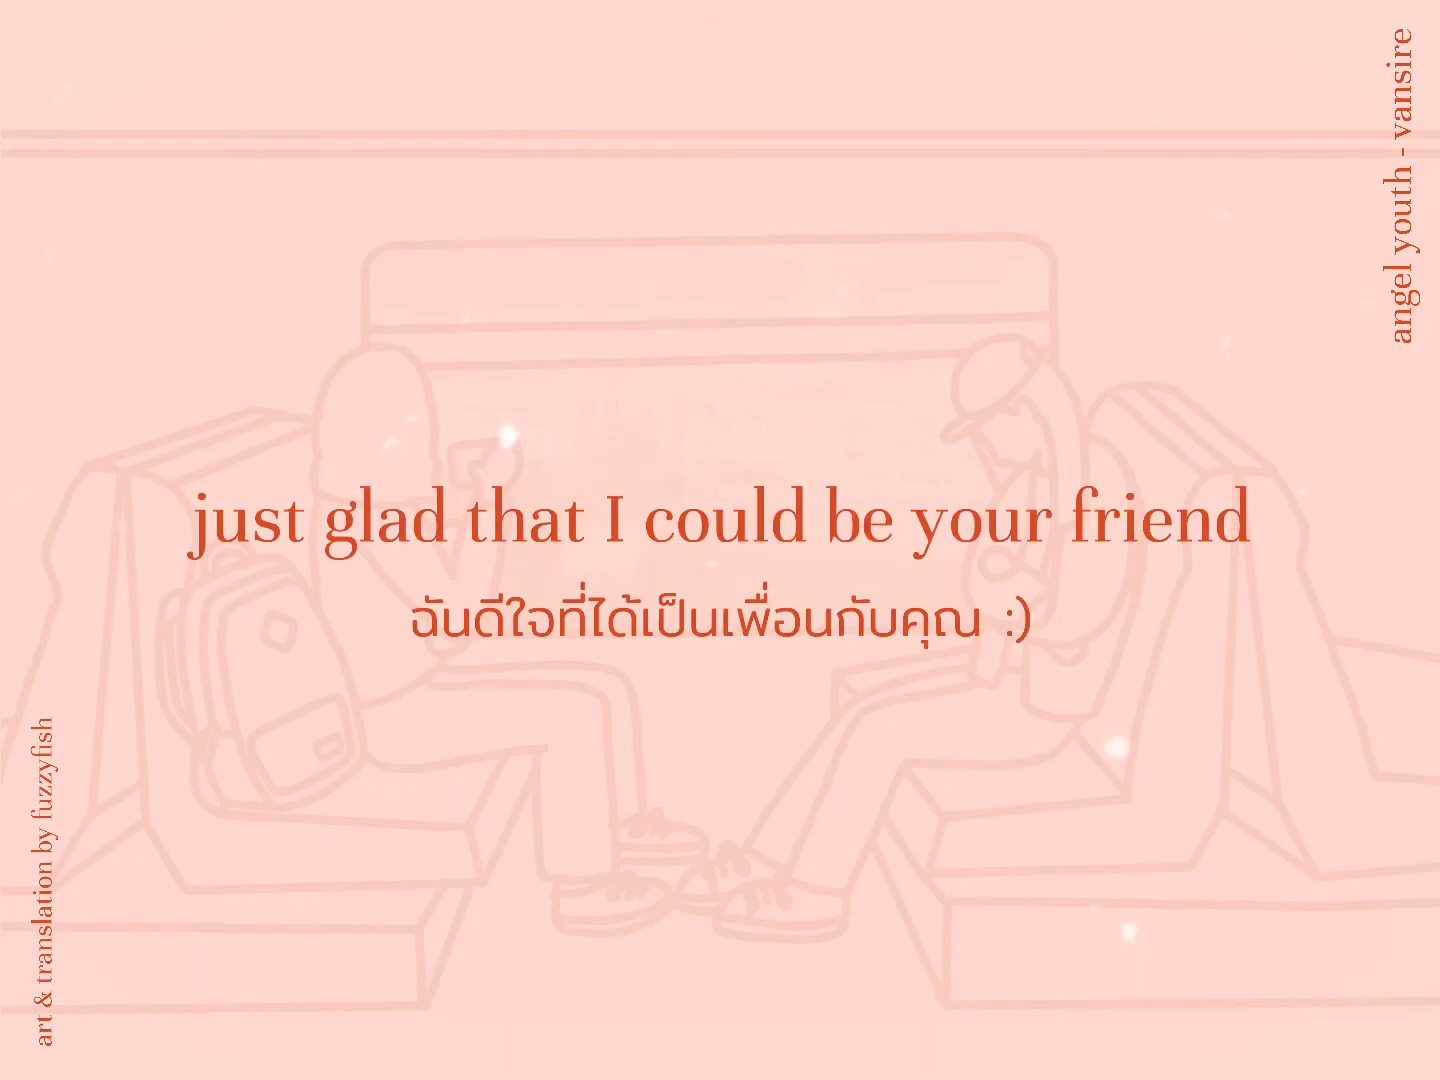 angel youth - vansire
just glad that I could be your friend
ฉันดีใจที่ได้เป็นเพื่อนกับคุณ :)
art & translation by fuzzyfish